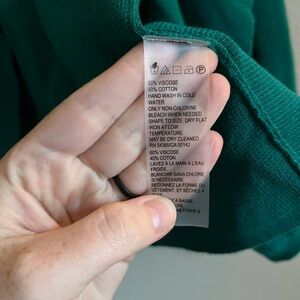 60% VISCOSE
40% COTTON
HAND WASH IN COLD
WATER
ONLY NON-CHLORINE
BLEACH WHEN NEEDED
SHAPE TO SIZE. DRY FLAT
IRON AT LOW
TEMPERATURE
MAY BE DRY CLEANED
RN 54365/CA 00142
60% VISCOSE
40% COTON
LAVEZ À LA MAIN A L'EAU
FROIDE
BLANCHIR SANS CHLORE
SI NÉCESSAIRE
REDONNEZ LA FORME DU
VÊTEMENT. ET SÉCHEZ À